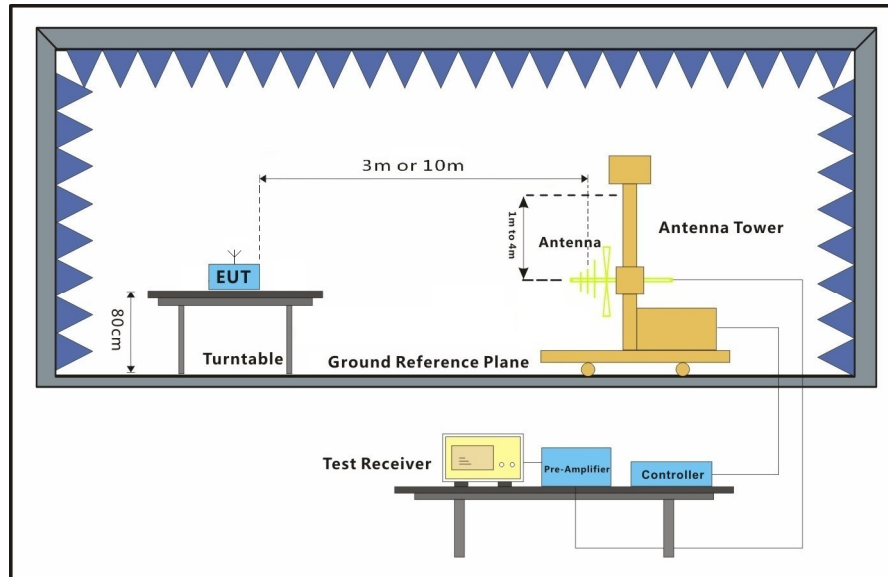 3m or 10m
1m to 4m
Antenna
Antenna Tower
EUT
80cm
Turntable
Ground Reference Plane
Test Receiver
Pre-Amplifier
Controller